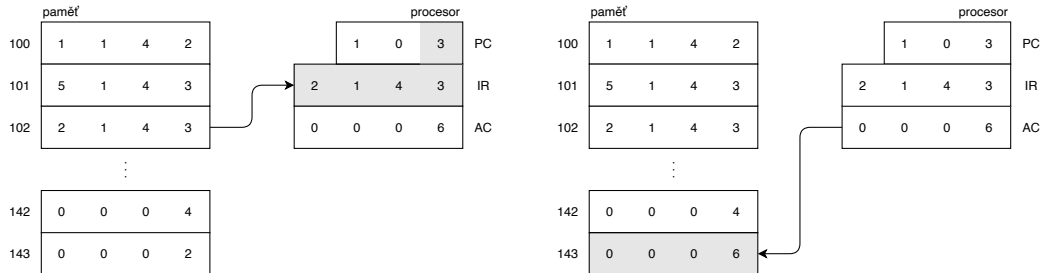 paměť procesor
100 1 1 4 2 1 0 3 PC
101 5 1 4 3 2 1 4 3 IR
102 2 1 4 3 0 0 0 6 AC
⋮
142 0 0 0 4
143 0 0 0 2
paměť procesor
100 1 1 4 2 1 0 3 PC
101 5 1 4 3 2 1 4 3 IR
102 2 1 4 3 0 0 0 6 AC
⋮
142 0 0 0 4
143 0 0 0 6